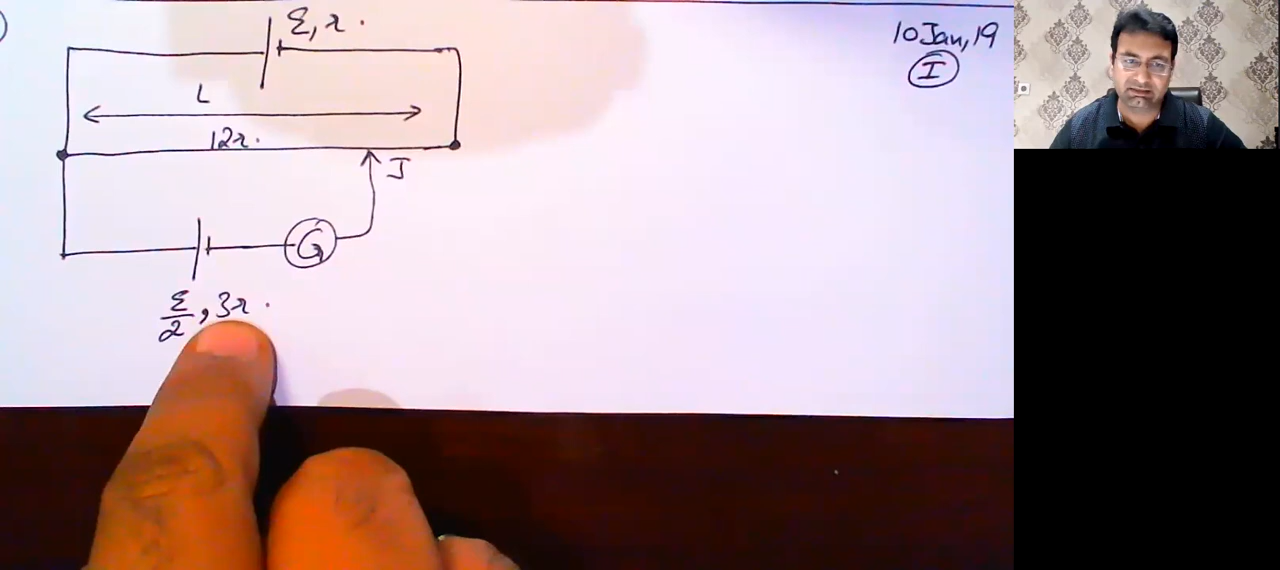 Ɛ, r.
10 Jan, 19
I
L
12r.
J
G
Ɛ/2, 3r.